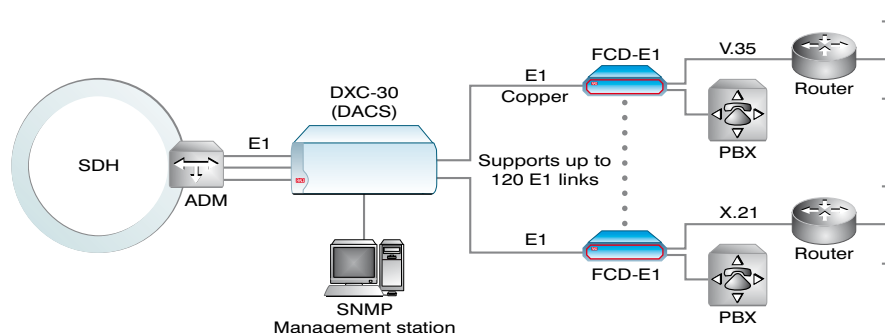 FCD-E1
V.35
E1
Copper
Router
DXC-30
(DACS)
PBX
E1
SDH
Supports up to
120 E1 links
ADM
X.21
E1
Router
FCD-E1
PBX
SNMP
Management station